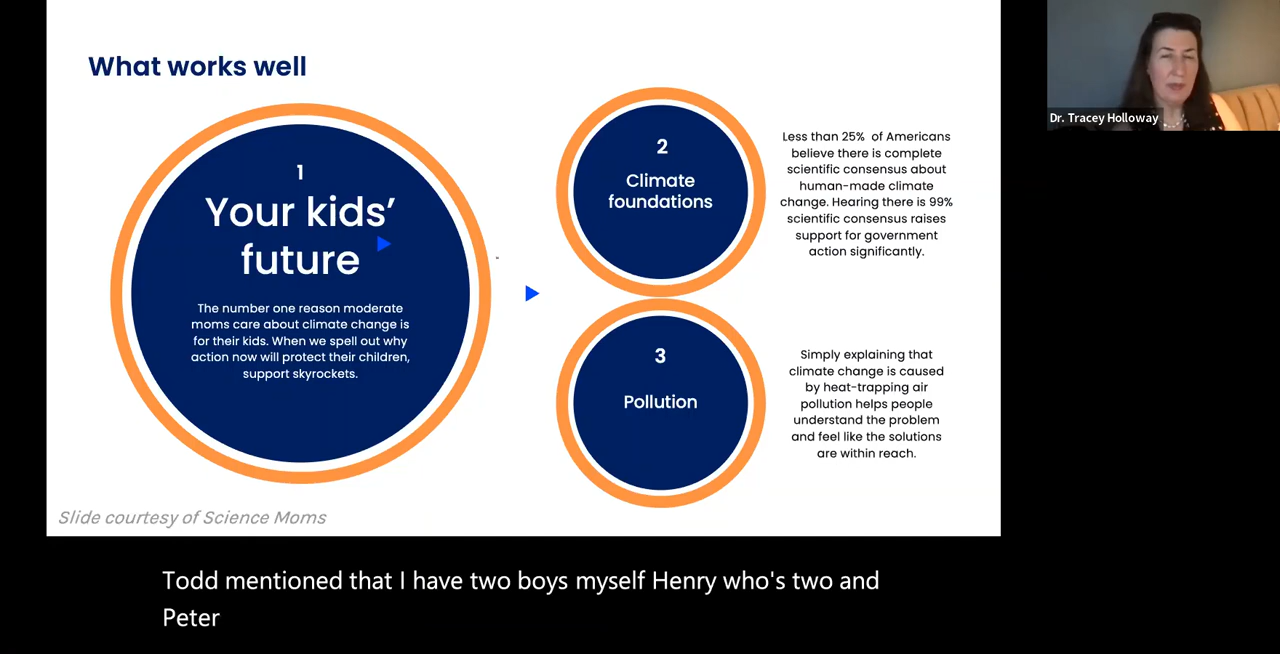 What works well
1
Your kids’
future
The number one reason moderate
moms care about climate change is
for their kids. When we spell out why
action now will protect their children,
support skyrockets.
2
Climate
foundations
Less than 25% of Americans
believe there is complete
scientific consensus about
human-made climate
change. Hearing there is 99%
scientific consensus raises
support for government
action significantly.
3
Pollution
Simply explaining that
climate change is caused
by heat-trapping air
pollution helps people
understand the problem
and feel like the solutions
are within reach.
Slide courtesy of Science Moms
Dr. Tracey Holloway
Todd mentioned that I have two boys myself Henry who's two and
Peter